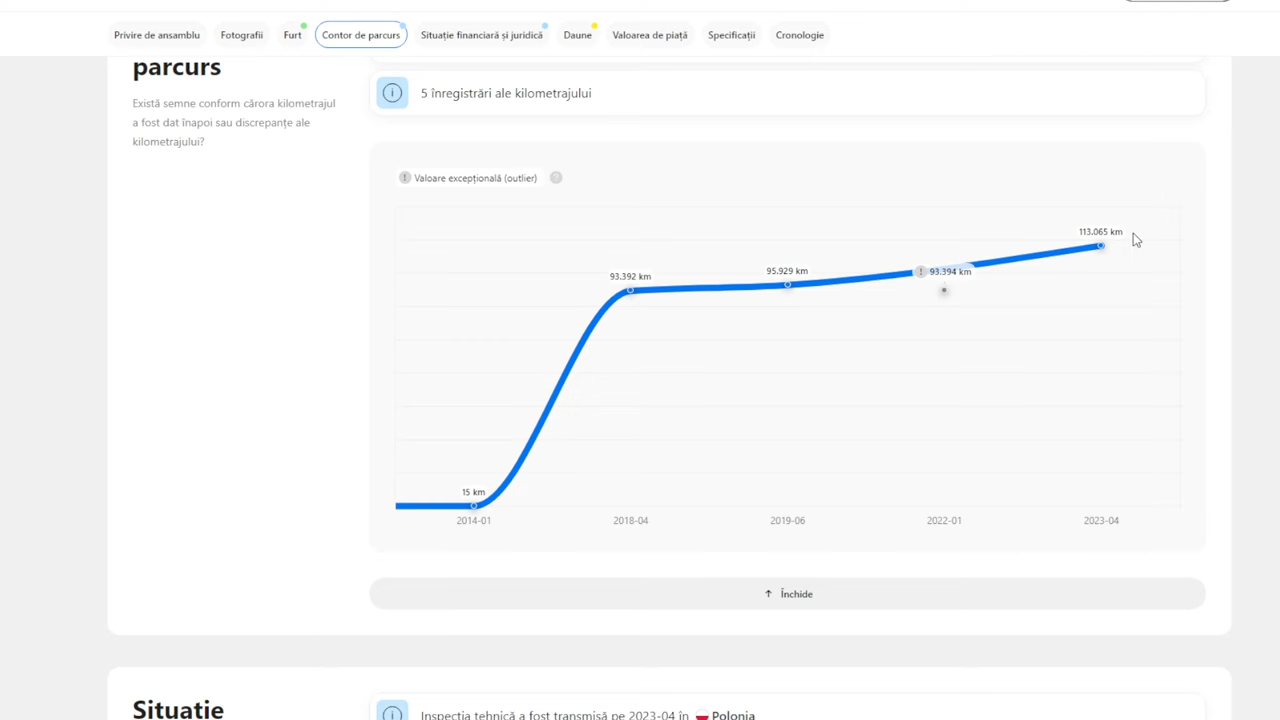 Privire de ansamblu
Fotografii
Furt
Contor de parcurs
Situație financiară și juridică
Daune
Valoarea de piață
Specificații
Cronologie
parcurs
Există semne conform cărora kilometrajul
a fost dat înapoi sau discrepanțe ale
kilometrajului?
5 înregistrări ale kilometrajului
! Valoare excepțională (outlier) ?
113.065 km
93.392 km
95.929 km
! 93.394 km
15 km
2014-01
2018-04
2019-06
2022-01
2023-04
↑ Închide
Situație
Inspecția tehnică a fost transmisă pe 2023-04 în Polonia